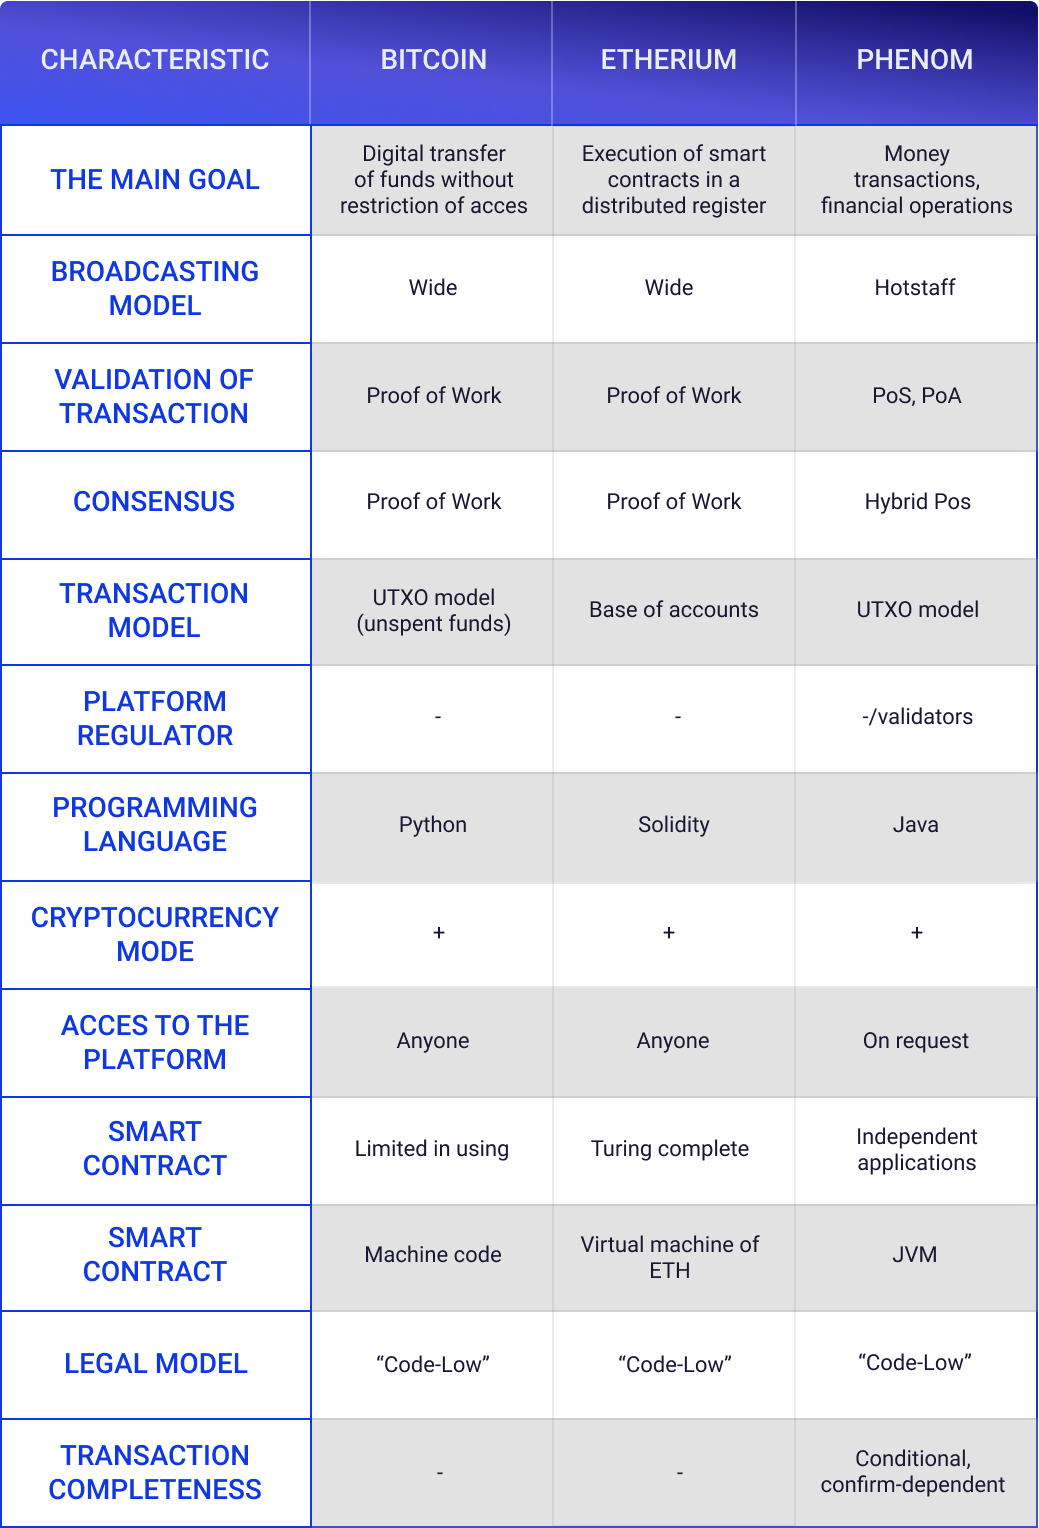 CHARACTERISTIC BITCOIN ETHERIUM PHENOM
THE MAIN GOAL
Digital transfer
of funds without
restriction of acces
Execution of smart
contracts in a
distributed register
Money
transactions,
financial operations
BROADCASTING
MODEL
Wide
Wide
Hotstaff
VALIDATION OF
TRANSACTION
Proof of Work
Proof of Work
PoS, PoA
CONSENSUS
Proof of Work
Proof of Work
Hybrid Pos
TRANSACTION
MODEL
UTXO model
(unspent funds)
Base of accounts
UTXO model
PLATFORM
REGULATOR
-
-
-/validators
PROGRAMMING
LANGUAGE
Python
Solidity
Java
CRYPTOCURRENCY
MODE
+
+
+
ACCES TO THE
PLATFORM
Anyone
Anyone
On request
SMART
CONTRACT
Limited in using
Turing complete
Independent
applications
SMART
CONTRACT
Machine code
Virtual machine of
ETH
JVM
LEGAL MODEL
“Code-Low”
“Code-Low”
“Code-Low”
TRANSACTION
COMPLETENESS
-
-
Conditional,
confirm-dependent